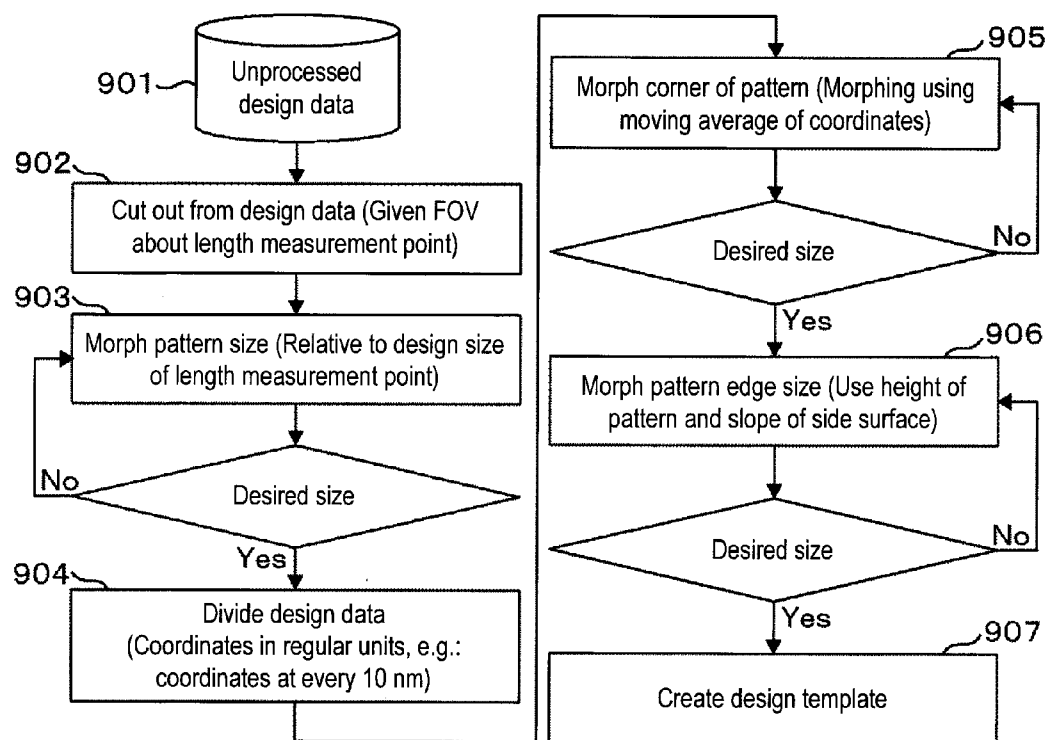 901
Unprocessed
design data
902
Cut out from design data (Given FOV
about length measurement point)
903
Morph pattern size (Relative to design size
of length measurement point)
Desired size
No
Yes
904
Divide design data
(Coordinates in regular units, e.g.:
coordinates at every 10 nm)
905
Morph corner of pattern (Morphing using
moving average of coordinates)
Desired size
No
Yes
906
Morph pattern edge size (Use height of
pattern and slope of side surface)
Desired size
No
Yes
907
Create design template